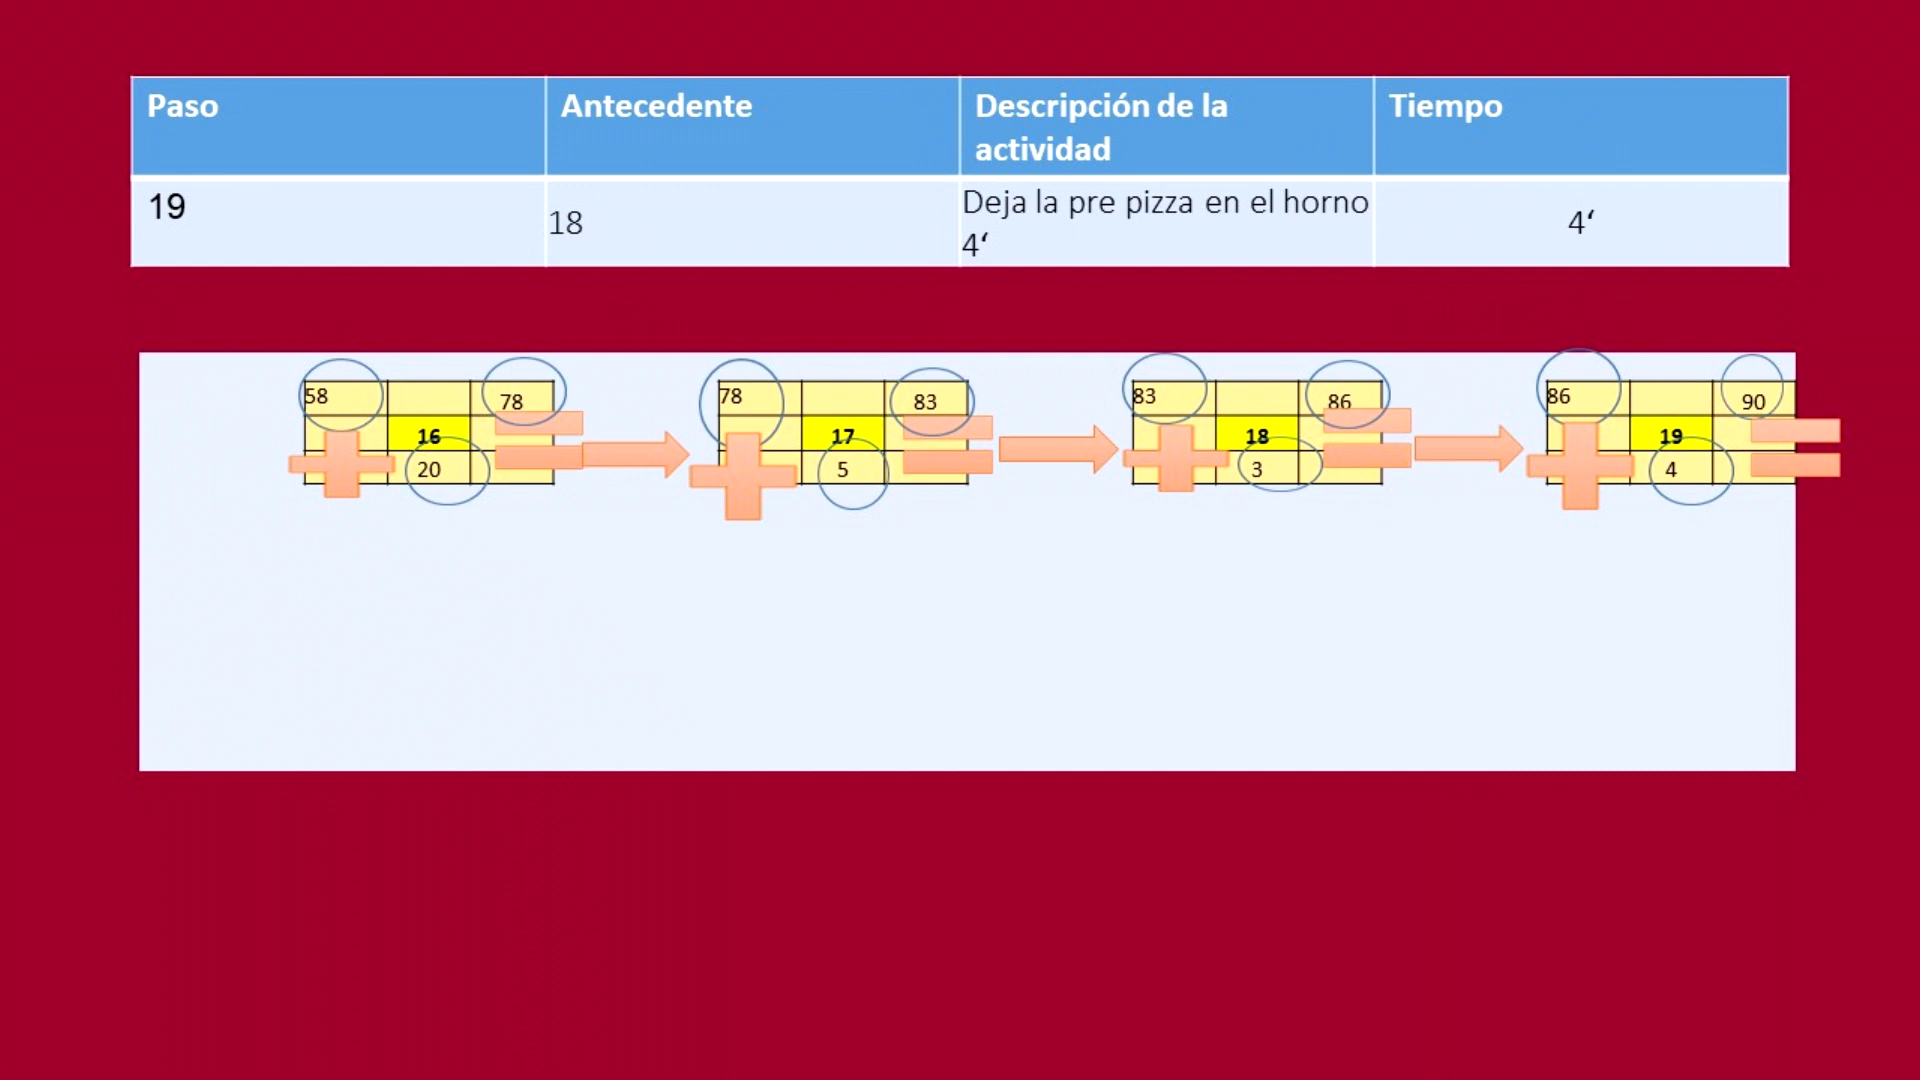 Paso Antecedente Descripción de la actividad Tiempo
19 18 Deja la pre pizza en el horno 4‘ 4‘
58 78 78 83 83 86 86 90
16 17 18 19
20 5 3 4